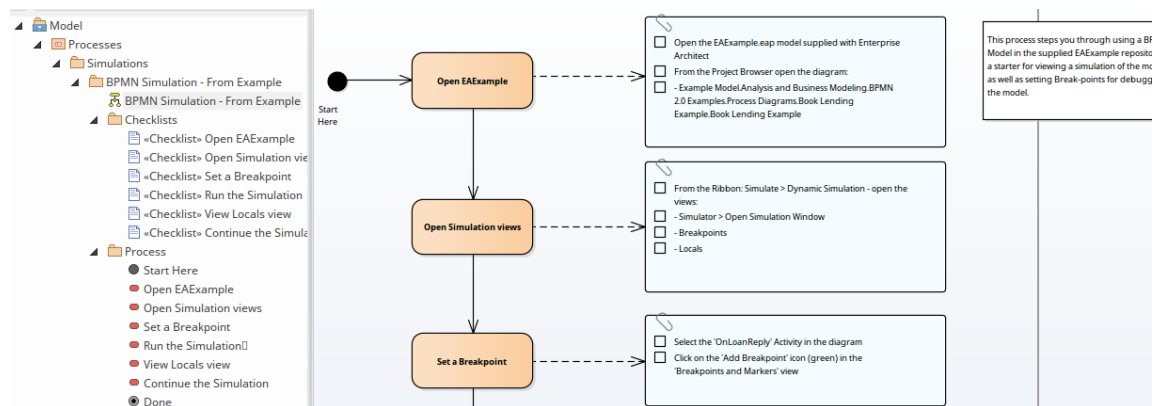 Model
Processes
Simulations
BPMN Simulation - From Example
BPMN Simulation - From Example
Checklists
«Checklist» Open EAExample
«Checklist» Open Simulation vie
«Checklist» Set a Breakpoint
«Checklist» Run the Simulation
«Checklist» View Locals view
«Checklist» Continue the Simula
Process
Start Here
Open EAExample
Open Simulation views
Set a Breakpoint
Run the Simulation
View Locals view
Continue the Simulation
Done
Start
Here
Open EAExample
Open the EAExample.eap model supplied with Enterprise
Architect
From the Project Browser open the diagram:
- Example Model.Analysis and Business Modeling.BPMN
2.0 Examples.Process Diagrams.Book Lending
Example.Book Lending Example
This process steps you through using a BP
Model in the supplied EAExample reposito
a starter for viewing a simulation of the mo
as well as setting Break-points for debugg
the model.
Open Simulation views
From the Ribbon: Simulate > Dynamic Simulation - open the
views:
- Simulator > Open Simulation Window
- Breakpoints
- Locals
Set a Breakpoint
Select the 'OnLoanReply' Activity in the diagram
Click on the 'Add Breakpoint' icon (green) in the
'Breakpoints and Markers' view